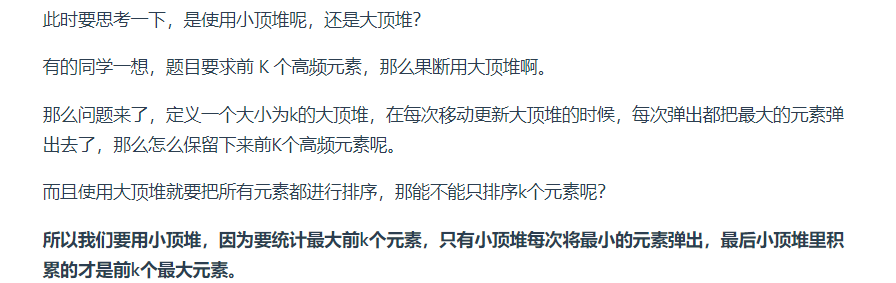 此时要思考一下，是使用小顶堆呢，还是大顶堆？
有的同学一想，题目要求前 K 个高频元素，那么果断用大顶堆啊。
那么问题来了，定义一个大小为k的大顶堆，在每次移动更新大顶堆的时候，每次弹出都把最大的元素弹
出去了，那么怎么保留下来前K个高频元素呢。
而且使用大顶堆就要把所有元素都进行排序，那能不能只排序k个元素呢？
所以我们要用小顶堆，因为要统计最大前k个元素，只有小顶堆每次将最小的元素弹出，最后小顶堆里积
累的才是前k个最大元素。